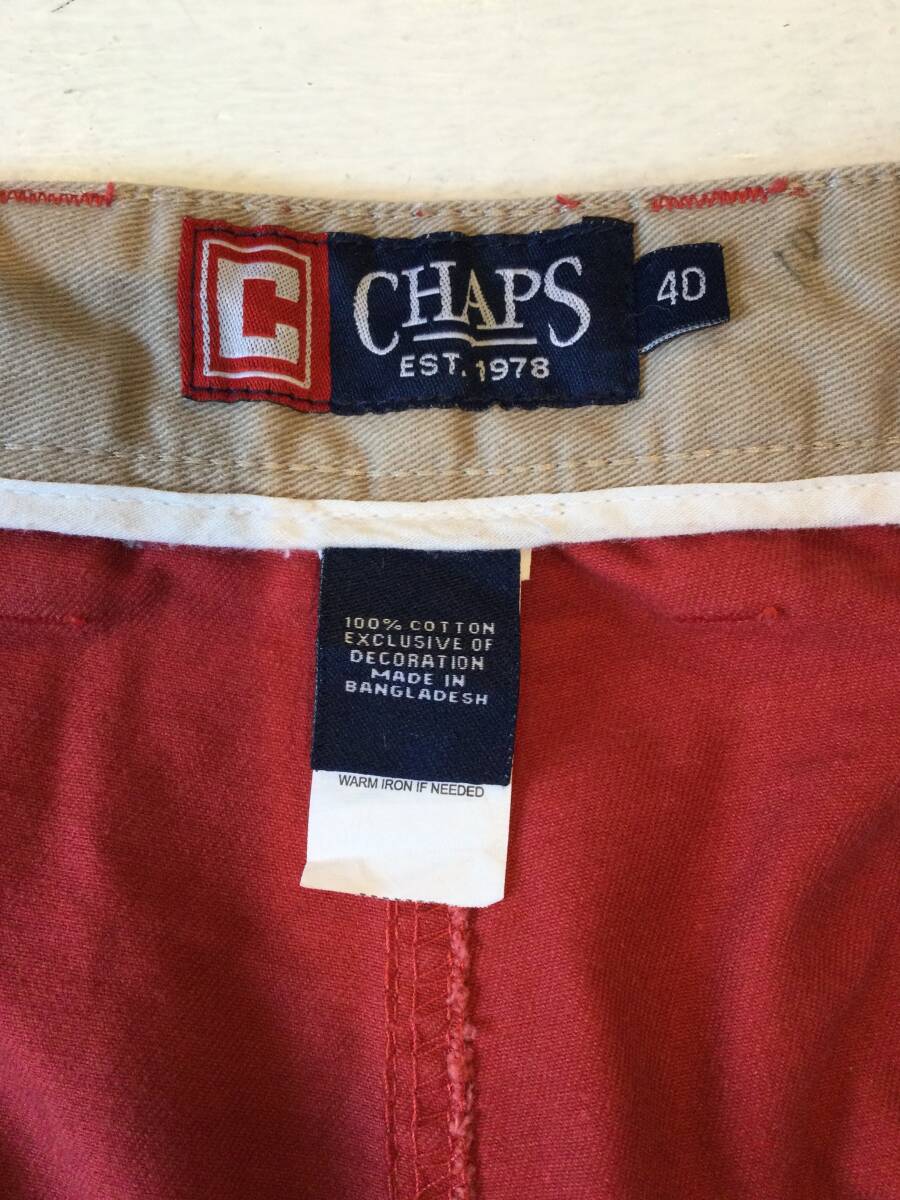 C
CHAPS
EST. 1978
40
100% COTTON
EXCLUSIVE OF
DECORATION
MADE IN
BANGLADESH
WARM IRON IF NEEDED